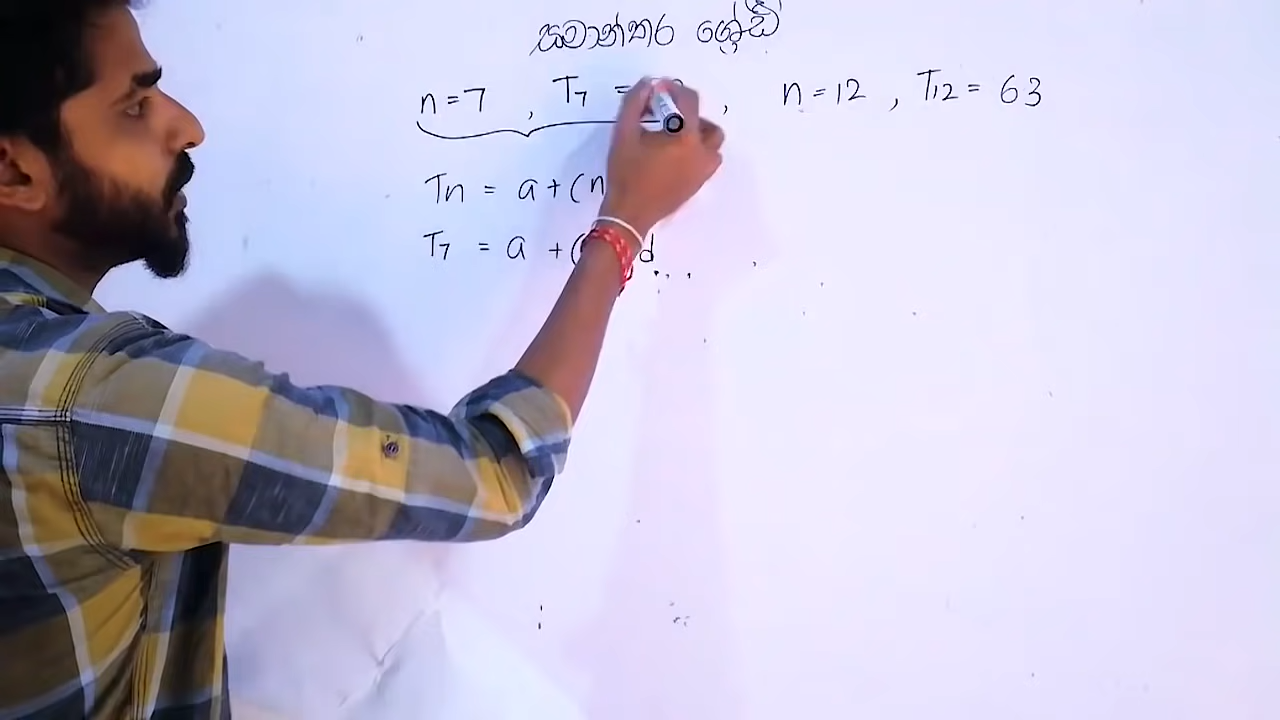 සමාන්තර ශ්‍රේඪි
n = 7 , T7 = , n = 12 , T12 = 63
Tn = a + (n
T7 = a + ( d